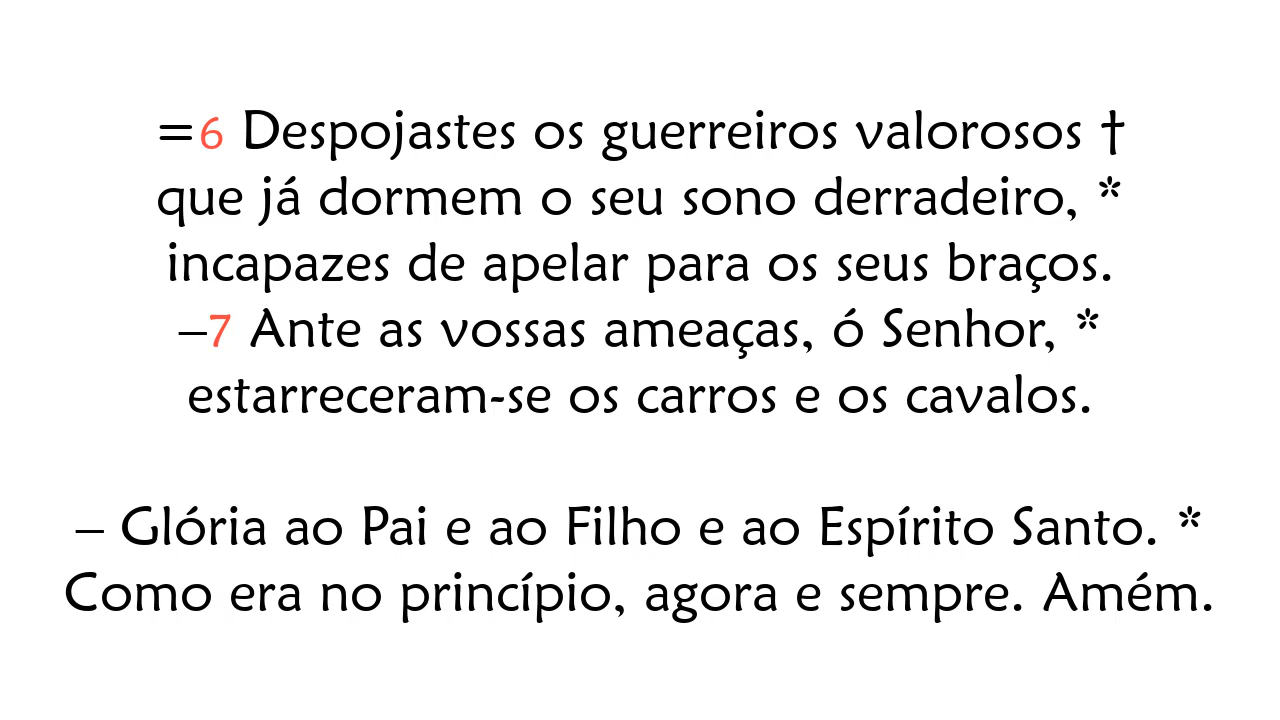 =6 Despojastes os guerreiros valorosos †
que já dormem o seu sono derradeiro, *
incapazes de apelar para os seus braços.
–7 Ante as vossas ameaças, ó Senhor, *
estarreceram-se os carros e os cavalos.
– Glória ao Pai e ao Filho e ao Espírito Santo. *
Como era no princípio, agora e sempre. Amém.